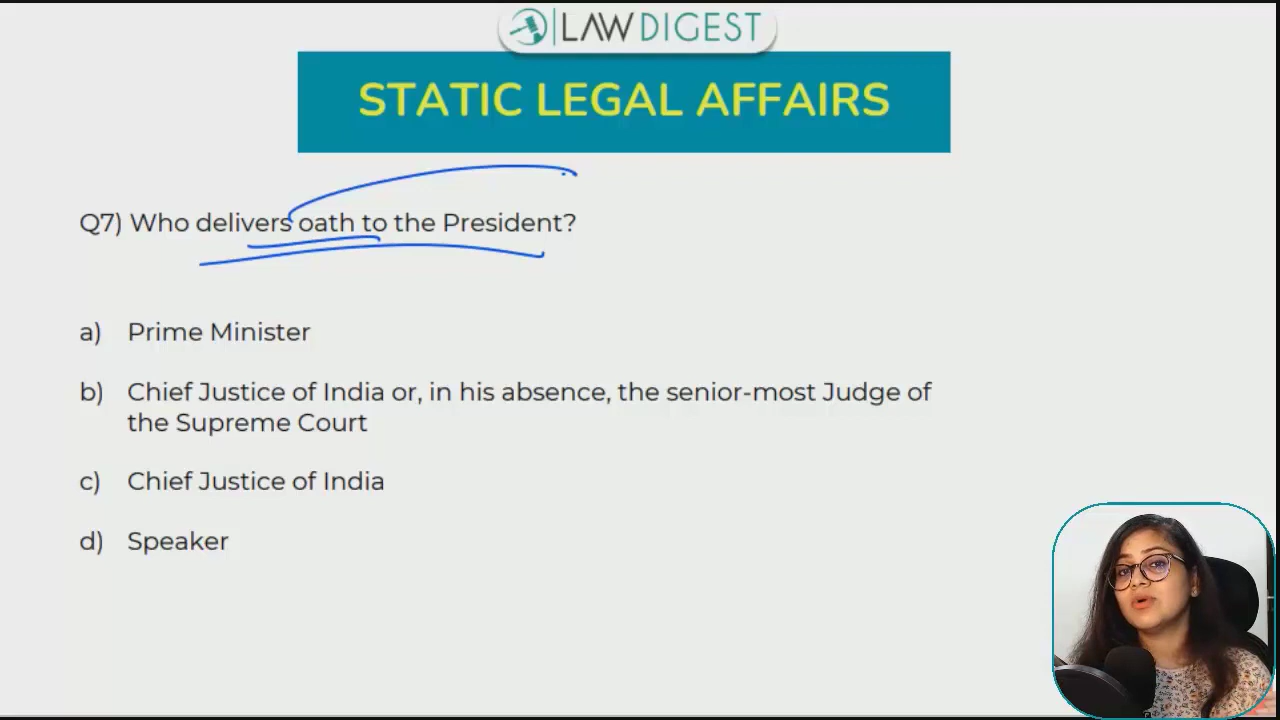 LAWDIGEST
STATIC LEGAL AFFAIRS
Q7) Who delivers oath to the President?
a) Prime Minister
b) Chief Justice of India or, in his absence, the senior-most Judge of
the Supreme Court
c) Chief Justice of India
d) Speaker